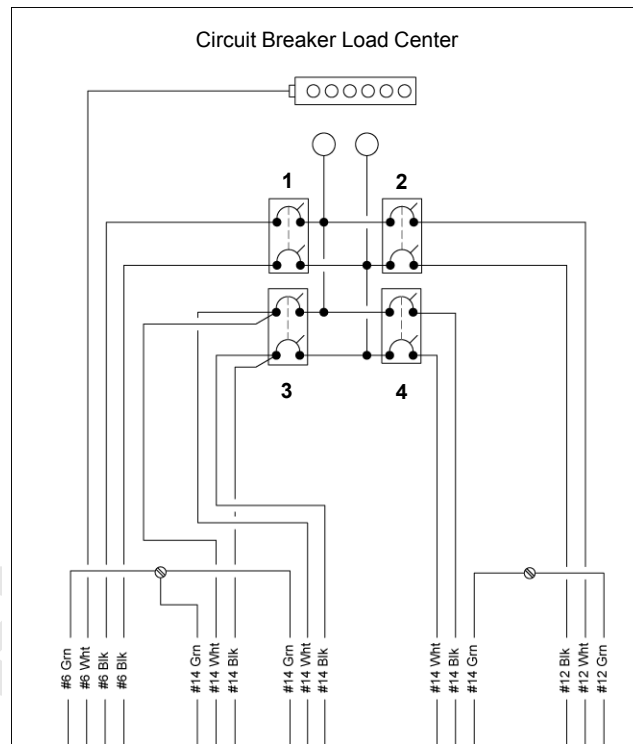 Circuit Breaker Load Center
1
2
3
4
#6 Grn
#6 Wht
#6 Blk
#6 Blk
#14 Grn
#14 Wht
#14 Blk
#14 Grn
#14 Wht
#14 Blk
#14 Wht
#14 Blk
#14 Grn
#12 Blk
#12 Wht
#12 Grn